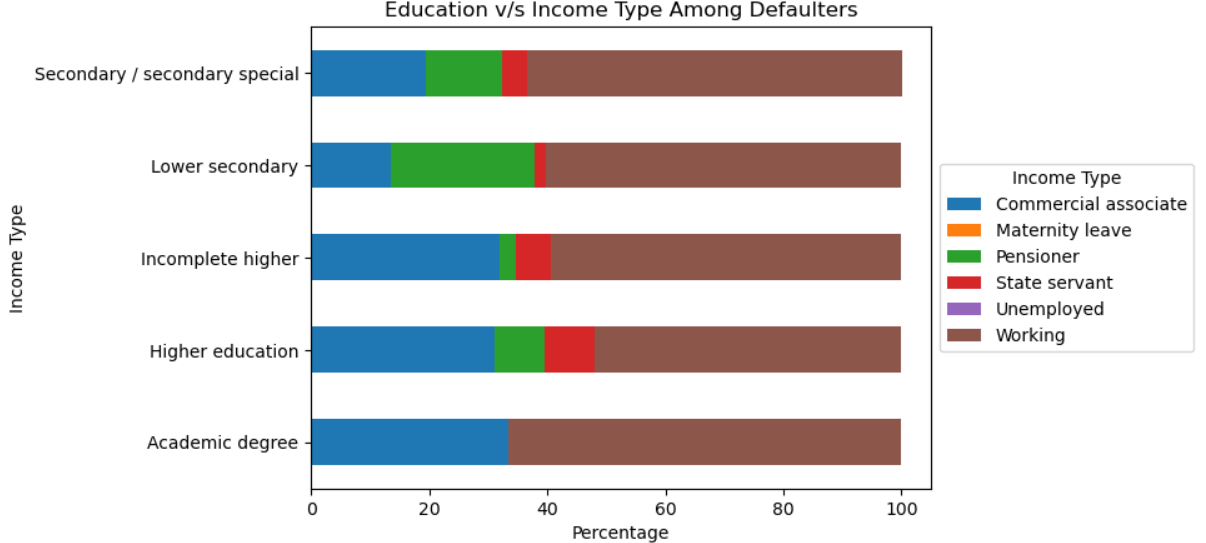 Education v/s Income Type Among Defaulters
Income Type
Secondary / secondary special
Lower secondary
Incomplete higher
Higher education
Academic degree
0 20 40 60 80 100
Percentage
Income Type
Commercial associate
Maternity leave
Pensioner
State servant
Unemployed
Working